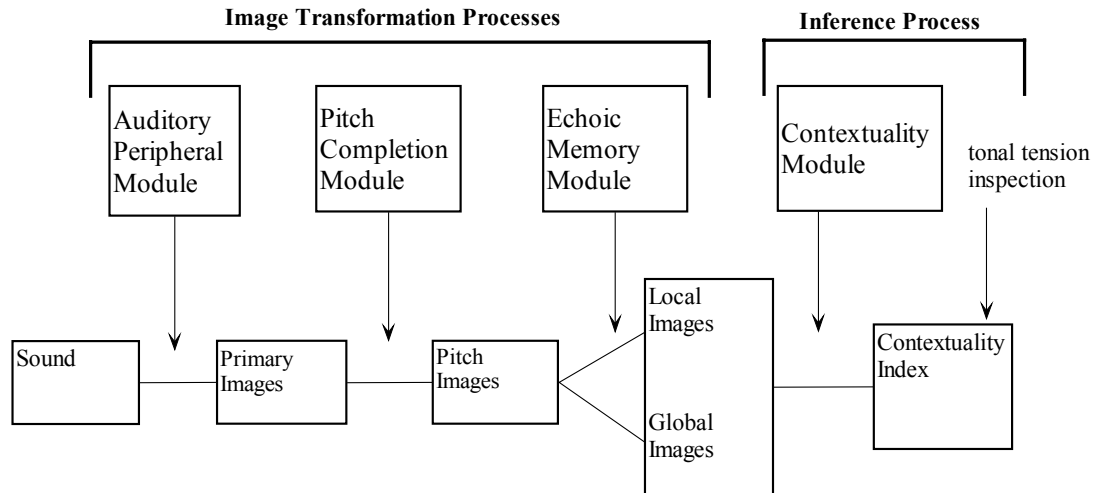 Image Transformation Processes
Inference Process
Auditory
Peripheral
Module
Pitch
Completion
Module
Echoic
Memory
Module
Contextuality
Module
tonal tension
inspection
Sound
Primary
Images
Pitch
Images
Local
Images
Global
Images
Contextuality
Index